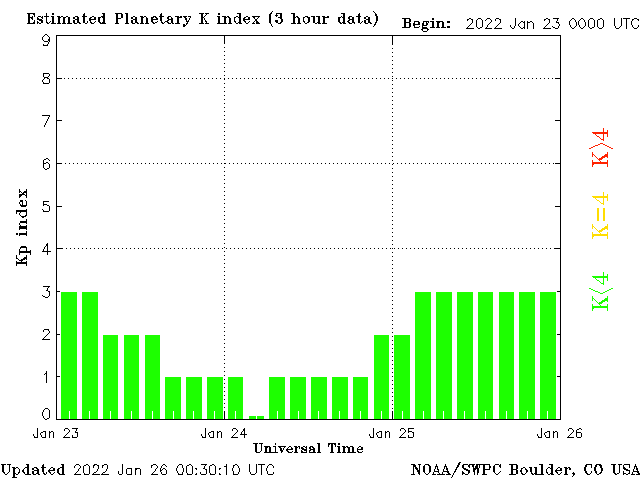 Estimated Planetary K index (3 hour data) Begin: 2022 Jan 23 0000 UTC
9
8
7
6
5
4
3
2
1
0
Kp index
K>4
K=4
K<4
Jan 23 Jan 24 Jan 25 Jan 26
Universal Time
Updated 2022 Jan 26 00:30:10 UTC NOAA/SWPC Boulder, CO USA